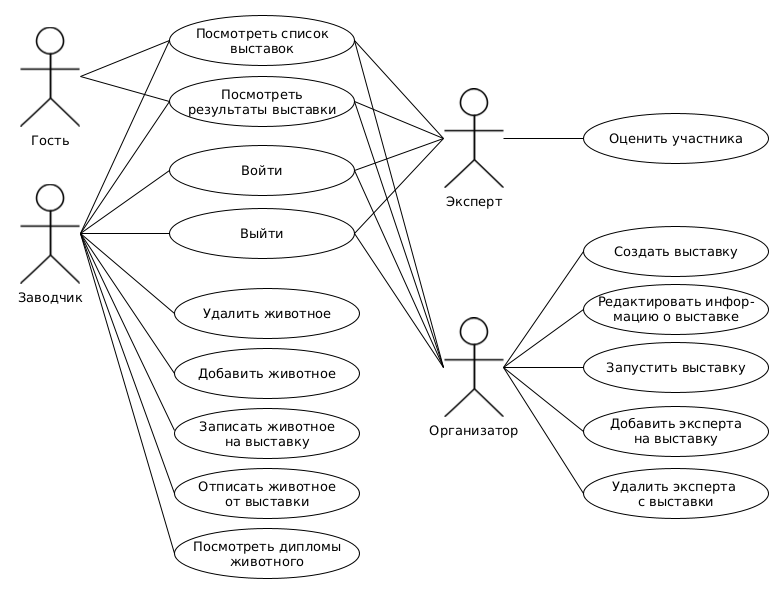 Посмотреть список
выставок
Посмотреть
результаты выставки
Гость
Войти
Выйти
Заводчик
Удалить животное
Добавить животное
Записать животное
на выставку
Отписать животное
от выставки
Посмотреть дипломы
животного
Эксперт
Оценить участника
Организатор
Создать выставку
Редактировать инфор-
мацию о выставке
Запустить выставку
Добавить эксперта
на выставку
Удалить эксперта
с выставки